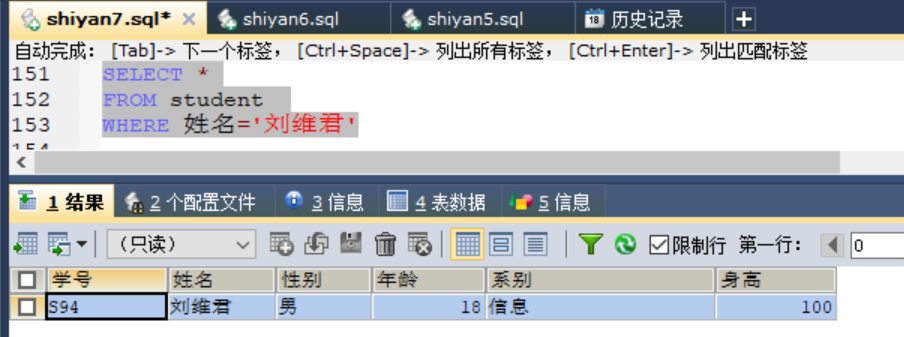 shiyan7.sql* shiyan6.sql shiyan5.sql 历史记录
自动完成: [Tab]-> 下一个标签, [Ctrl+Space]-> 列出所有标签, [Ctrl+Enter]-> 列出匹配标签
151 SELECT *
152 FROM student
153 WHERE 姓名='刘维君'
154
1 结果 2 个配置文件 3 信息 4 表数据 5 信息
(只读) 限制行 第一行: 0
学号 姓名 性别 年龄 系别 身高
S94 刘维君 男 18 信息 100